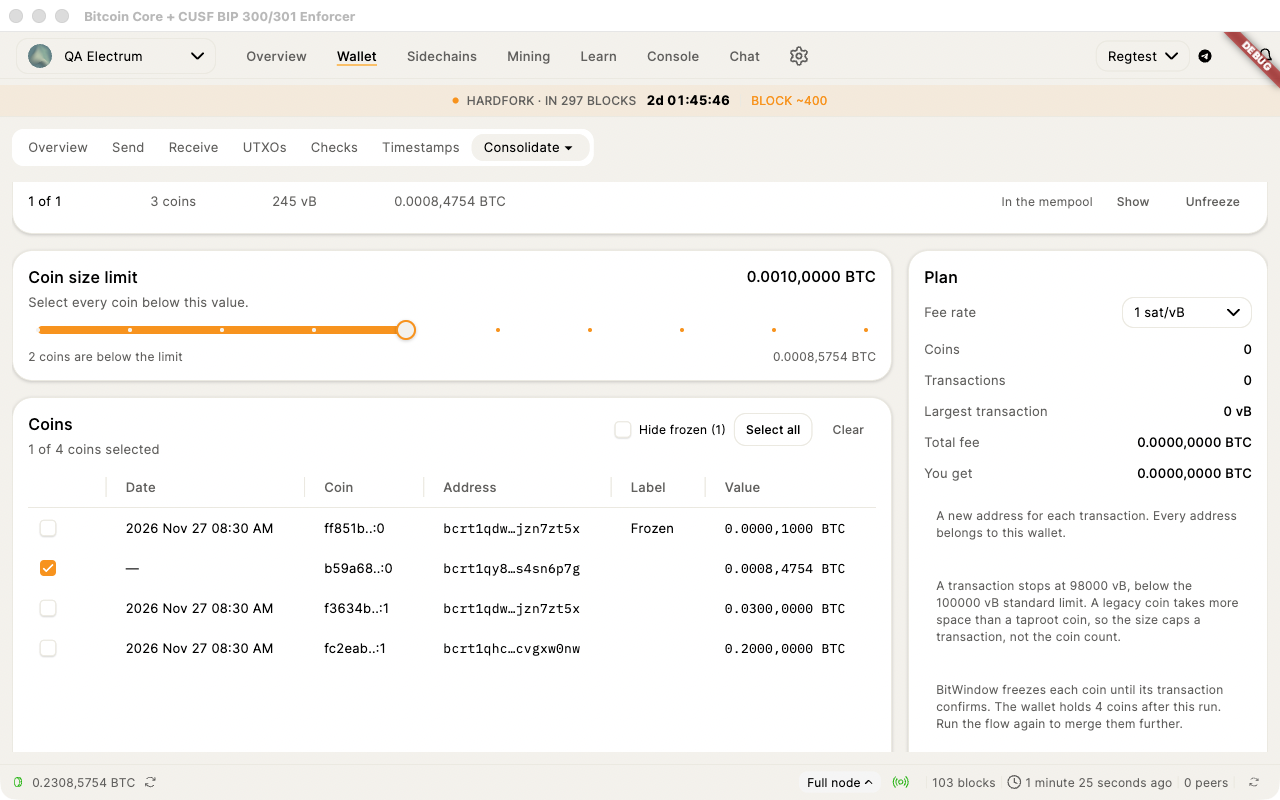 Bitcoin Core + CUSF BIP 300/301 Enforcer
QA Electrum
Overview
Wallet
Sidechains
Mining
Learn
Console
Chat
Regtest
DEBUG
HARDFORK · IN 297 BLOCKS 2d 01:45:46 BLOCK ~400
Overview
Send
Receive
UTXOs
Checks
Timestamps
Consolidate
1 of 1 3 coins 245 vB 0.0008,4754 BTC In the mempool Show Unfreeze
Coin size limit 0.0010,0000 BTC
Select every coin below this value.
2 coins are below the limit 0.0008,5754 BTC
Coins
1 of 4 coins selected
Hide frozen (1) Select all Clear
Date Coin Address Label Value
2026 Nov 27 08:30 AM ff851b..:0 bcrt1qdw…jzn7zt5x Frozen 0.0000,1000 BTC
— b59a68..:0 bcrt1qy8…s4sn6p7g 0.0008,4754 BTC
2026 Nov 27 08:30 AM f3634b..:1 bcrt1qdw…jzn7zt5x 0.0300,0000 BTC
2026 Nov 27 08:30 AM fc2eab..:1 bcrt1qhc…cvgxw0nw 0.2000,0000 BTC
Plan
Fee rate 1 sat/vB
Coins 0
Transactions 0
Largest transaction 0 vB
Total fee 0.0000,0000 BTC
You get 0.0000,0000 BTC
A new address for each transaction. Every address
belongs to this wallet.
A transaction stops at 98000 vB, below the
100000 vB standard limit. A legacy coin takes more
space than a taproot coin, so the size caps a
transaction, not the coin count.
BitWindow freezes each coin until its transaction
confirms. The wallet holds 4 coins after this run.
Run the flow again to merge them further.
0.2308,5754 BTC
Full node
103 blocks
1 minute 25 seconds ago
0 peers